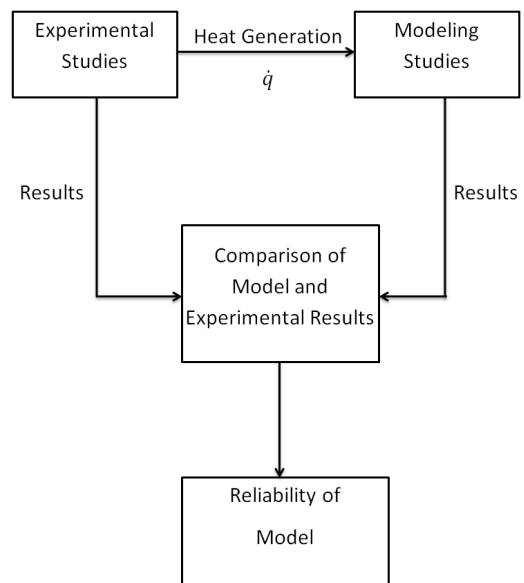 Experimental
Studies
Heat Generation
q̇
Modeling
Studies
Results
Results
Comparison of
Model and
Experimental Results
Reliability of
Model